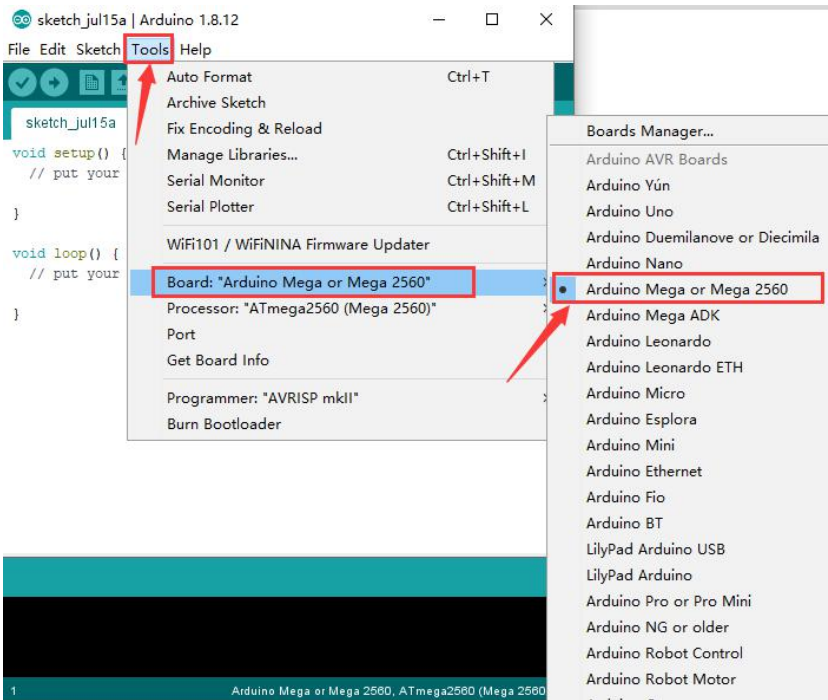 sketch_jul15a | Arduino 1.8.12
File Edit Sketch Tools Help
sketch_jul15a
void setup() {
// put your
}
void loop() {
// put your
}
Auto Format Ctrl+T
Archive Sketch
Fix Encoding & Reload
Manage Libraries... Ctrl+Shift+I
Serial Monitor Ctrl+Shift+M
Serial Plotter Ctrl+Shift+L
WiFi101 / WiFiNINA Firmware Updater
Board: "Arduino Mega or Mega 2560"
Processor: "ATmega2560 (Mega 2560)"
Port
Get Board Info
Programmer: "AVRISP mkII"
Burn Bootloader
Boards Manager...
Arduino AVR Boards
Arduino Yún
Arduino Uno
Arduino Duemilanove or Diecimila
Arduino Nano
Arduino Mega or Mega 2560
Arduino Mega ADK
Arduino Leonardo
Arduino Leonardo ETH
Arduino Micro
Arduino Esplora
Arduino Mini
Arduino Ethernet
Arduino Fio
Arduino BT
LilyPad Arduino USB
LilyPad Arduino
Arduino Pro or Pro Mini
Arduino NG or older
Arduino Robot Control
Arduino Robot Motor
1 Arduino Mega or Mega 2560, ATmega2560 (Mega 2560